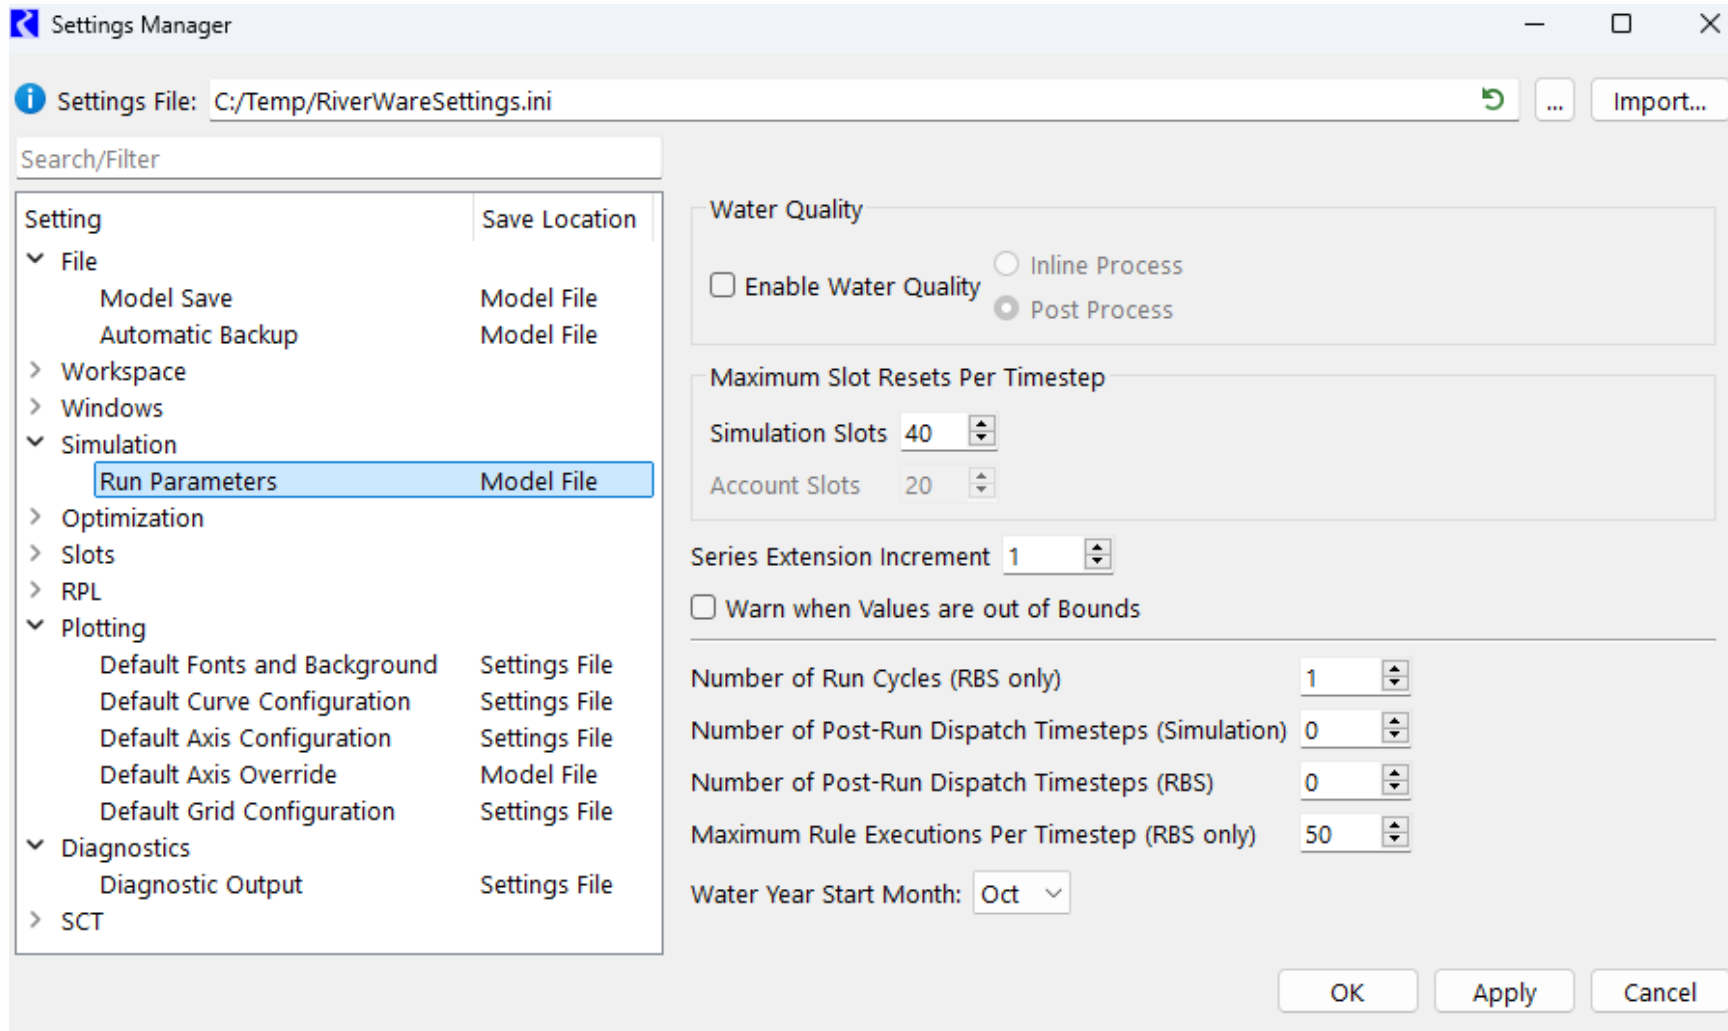 Settings Manager
Settings File: C:/Temp/RiverWareSettings.ini ... Import...
Search/Filter
Setting Save Location
File
Model Save Model File
Automatic Backup Model File
Workspace
Windows
Simulation
Run Parameters Model File
Optimization
Slots
RPL
Plotting
Default Fonts and Background Settings File
Default Curve Configuration Settings File
Default Axis Configuration Settings File
Default Axis Override Model File
Default Grid Configuration Settings File
Diagnostics
Diagnostic Output Settings File
SCT
Water Quality
Enable Water Quality
Inline Process
Post Process
Maximum Slot Resets Per Timestep
Simulation Slots 40
Account Slots 20
Series Extension Increment 1
Warn when Values are out of Bounds
Number of Run Cycles (RBS only) 1
Number of Post-Run Dispatch Timesteps (Simulation) 0
Number of Post-Run Dispatch Timesteps (RBS) 0
Maximum Rule Executions Per Timestep (RBS only) 50
Water Year Start Month: Oct
OK Apply Cancel